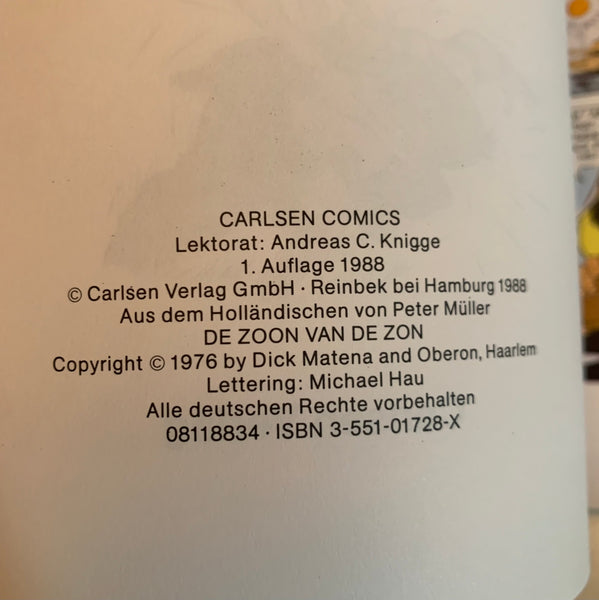 CARLSEN COMICS
Lektorat: Andreas C. Knigge
1. Auflage 1988
© Carlsen Verlag GmbH · Reinbek bei Hamburg 1988
Aus dem Holländischen von Peter Müller
DE ZOON VAN DE ZON
Copyright © 1976 by Dick Matena and Oberon, Haarlem
Lettering: Michael Hau
Alle deutschen Rechte vorbehalten
08118834 · ISBN 3-551-01728-X